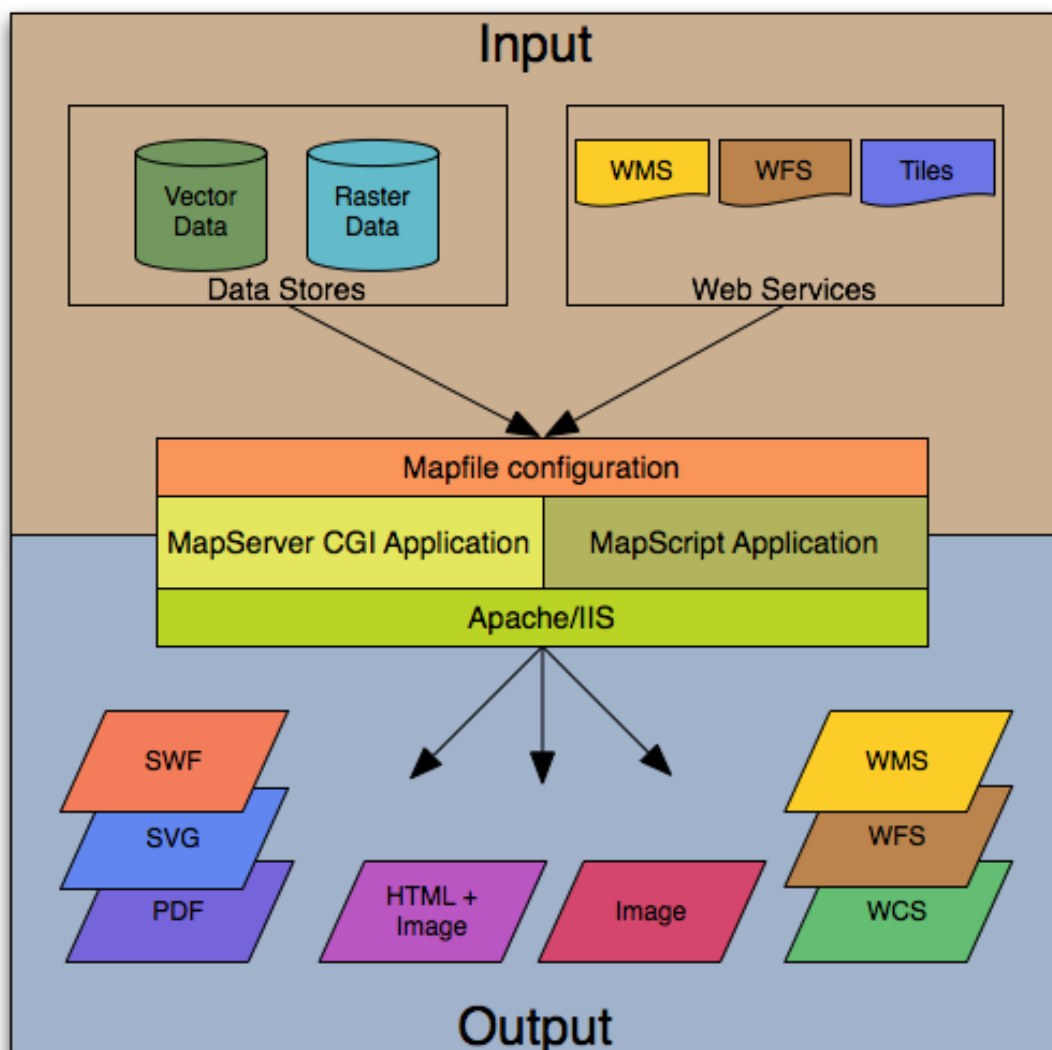 Input
Vector
Data
Raster
Data
Data Stores
WMS
WFS
Tiles
Web Services
Mapfile configuration
MapServer CGI Application
MapScript Application
Apache/IIS
SWF
SVG
PDF
HTML +
Image
Image
WMS
WFS
WCS
Output